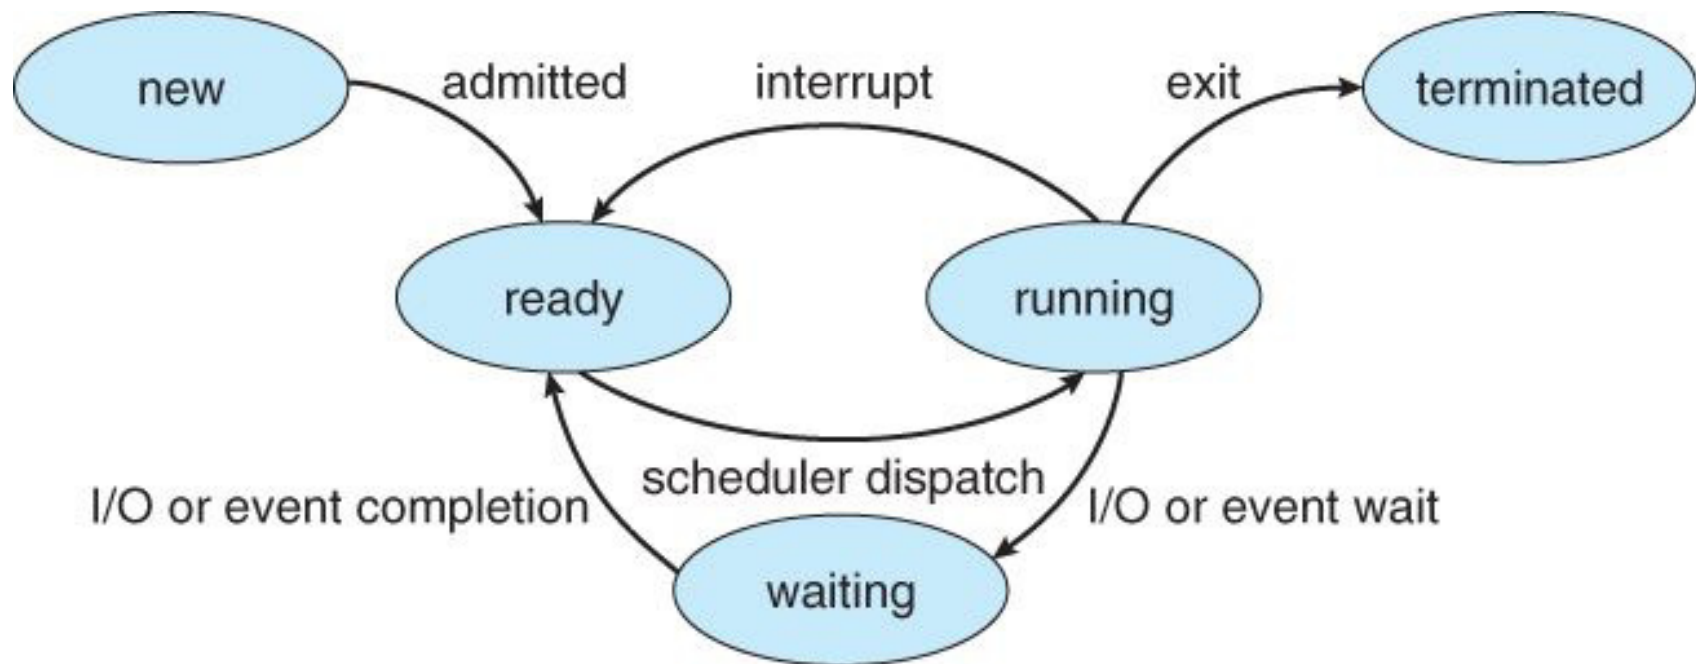 new
admitted
interrupt
exit
terminated
ready
running
scheduler dispatch
I/O or event completion
I/O or event wait
waiting